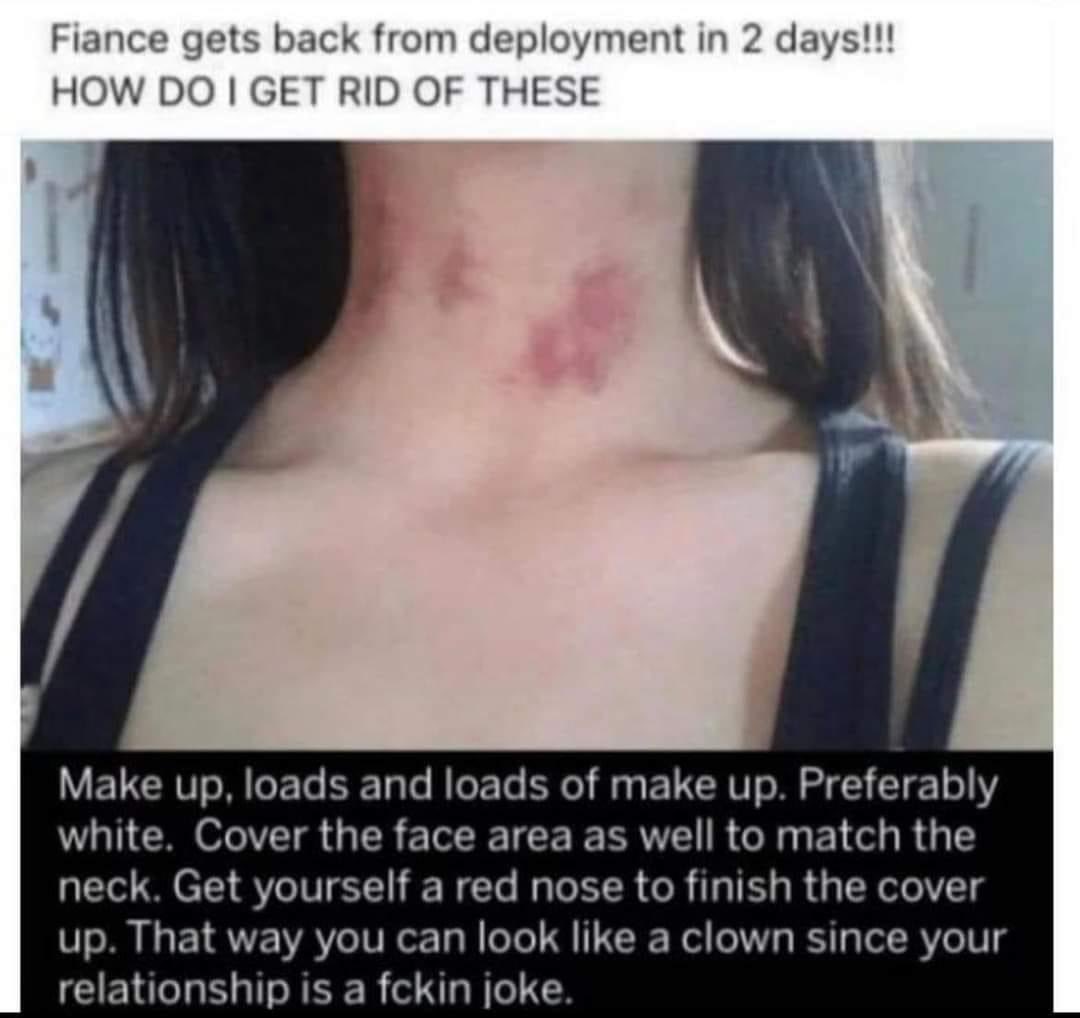 Fiance gets back from deployment in 2 days!!!
HOW DO I GET RID OF THESE
Make up, loads and loads of make up. Preferably
white. Cover the face area as well to match the
neck. Get yourself a red nose to finish the cover
up. That way you can look like a clown since your
relationship is a fckin joke.